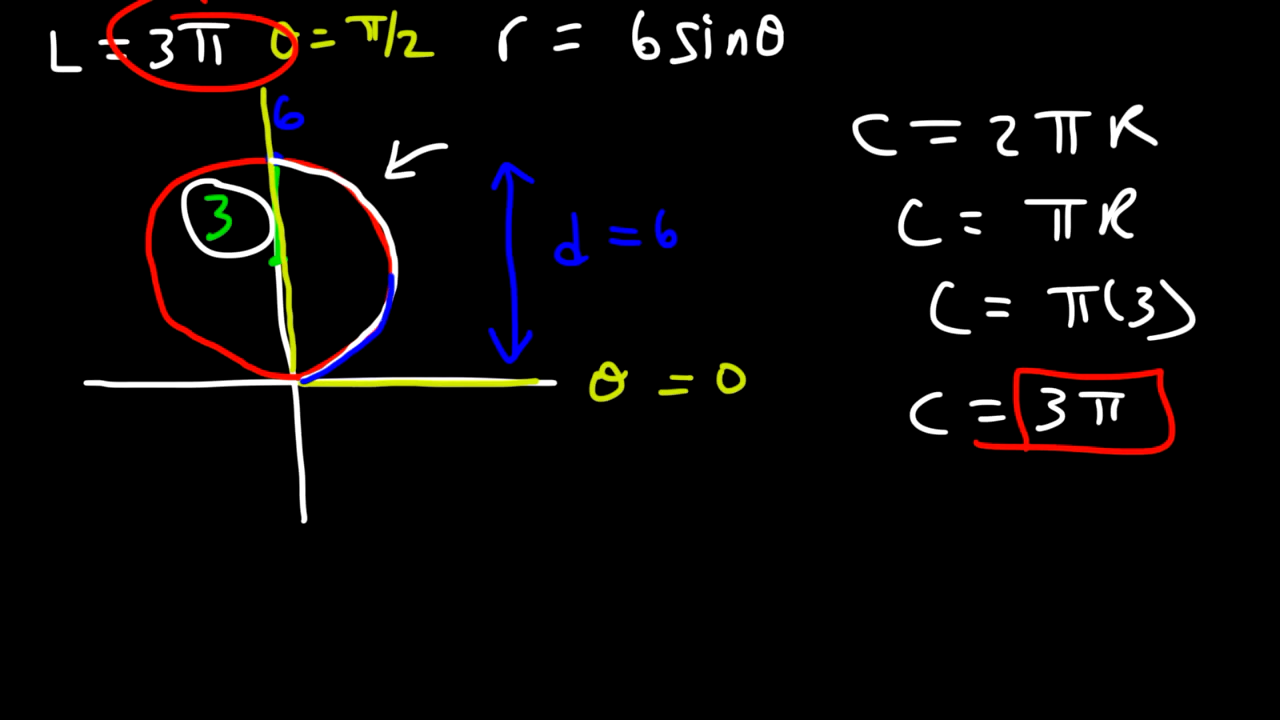 L = 3π θ = π/2 r = 6sinθ
6
C = 2πR
3
C = πR
d = 6
C = π(3)
θ = 0
C = 3π